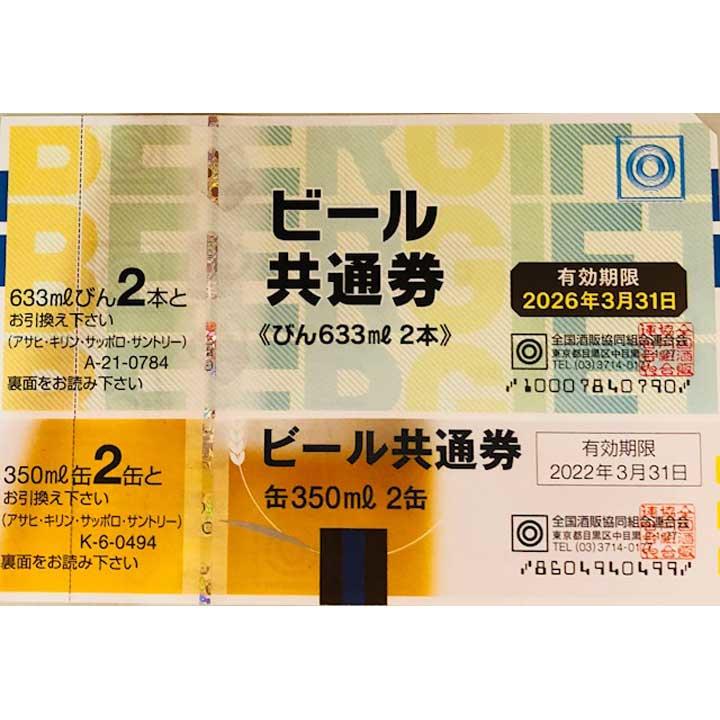 BEER GIFT
BEER GIFT
633mlびん2本と
お引換え下さい
(アサヒ・キリン・サッポロ・サントリー)
A-21-0784
裏面をお読み下さい
ビール
共通券
《びん633ml 2本》
有効期限
2026年3月31日
全国酒販協同組合連合会
東京都目黒区中目黒
TEL (03)3714-01
10007840790
350ml缶2缶と
お引換え下さい
(アサヒ・キリン・サッポロ・サントリー)
K-6-0494
裏面をお読み下さい
ビール共通券
缶350ml 2缶
有効期限
2022年3月31日
全国酒販協同組合連合会
東京都目黒区中目黒
TEL (03)3714-01
8604940499